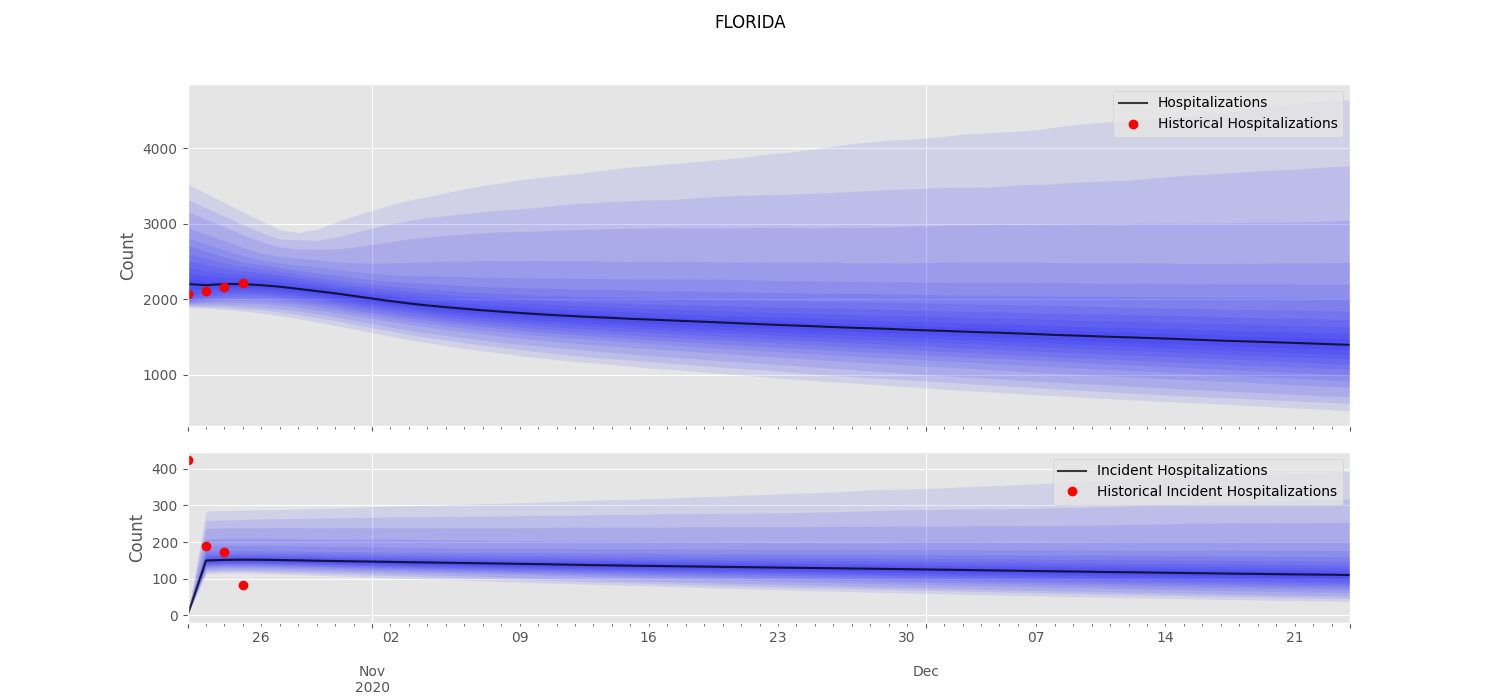 FLORIDA
Hospitalizations
Historical Hospitalizations
Count
4000
3000
2000
1000
Incident Hospitalizations
Historical Incident Hospitalizations
Count
400
300
200
100
0
26 02 09 16 23 30 07 14 21
Nov Dec
2020